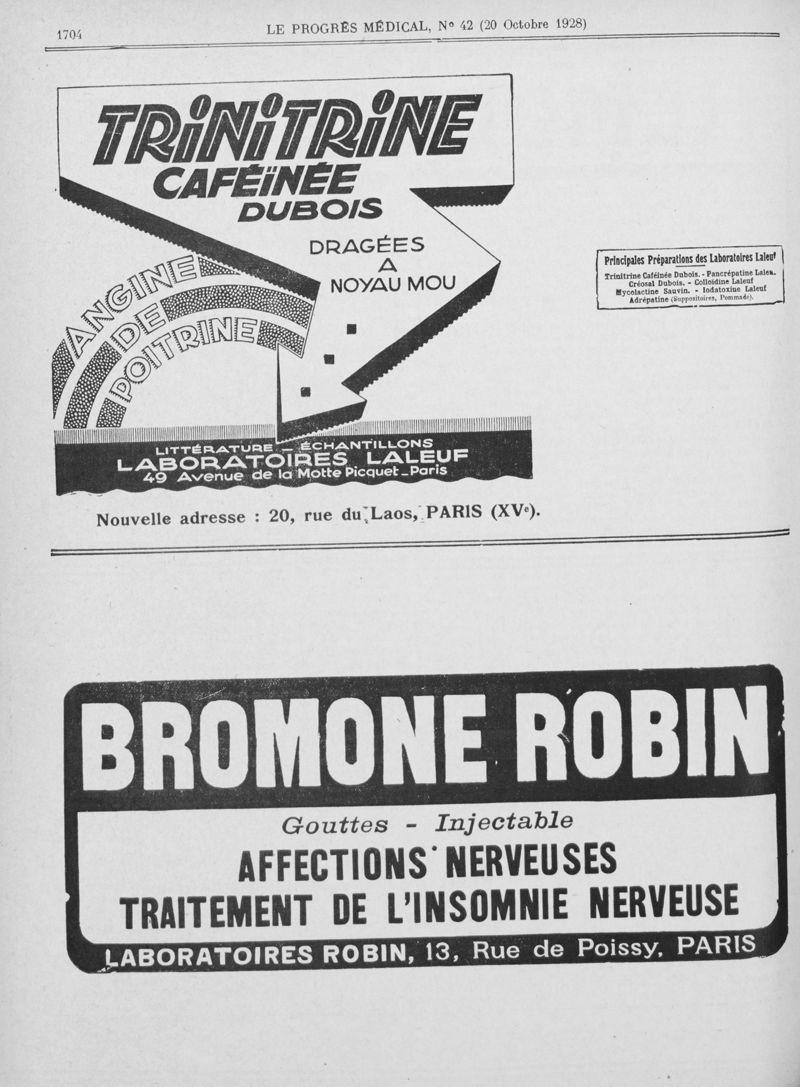 1704
LE PROGRÈS MÉDICAL, Nº 42 (20 Octobre 1928)
TRiNiTRiNE
CAFÉÏNÉE
DUBOIS
DRAGÉES
A
NOYAU MOU
ANGINE
DE
POITRINE
LITTÉRATURE - ÉCHANTILLONS
LABORATOIRES LALEUF
49 Avenue de la Motte Picquet - Paris
Nouvelle adresse : 20, rue du Laos, PARIS (XVe).
Principales Préparations des Laboratoires Laleuf
Trinitrine Caféinée Dubois. - Pancrépatine Laleu.
Créosal Dubois. - Colloïdine Laleuf
Mycolactine Sauvin. - Iodatoxine Laleuf
Adrépatine (Suppositoires, Pommade).
BROMONE ROBIN
Gouttes - Injectable
AFFECTIONS NERVEUSES
TRAITEMENT DE L'INSOMNIE NERVEUSE
LABORATOIRES ROBIN, 13, Rue de Poissy, PARIS